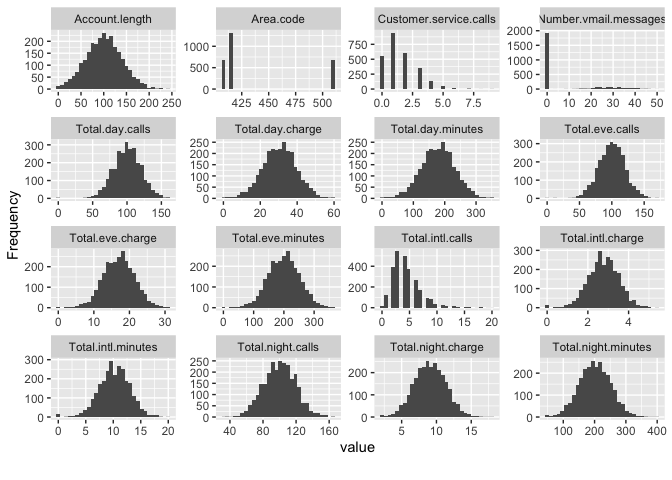 Account.length
Area.code
Customer.service.calls
Number.vmail.messages
200
150
100
50
0
0 50 100 150 200 250
1000
500
0
425 450 475 500
750
500
250
0
0.0 2.5 5.0 7.5
2000
1500
1000
500
0
0 10 20 30 40 50
Total.day.calls
Total.day.charge
Total.day.minutes
Total.eve.calls
300
200
100
0
0 50 100 150
250
200
150
100
50
0
0 20 40 60
250
200
150
100
50
0
0 100 200 300
300
200
100
0
0 50 100 150
Total.eve.charge
Total.eve.minutes
Total.intl.calls
Total.intl.charge
200
100
0
0 10 20 30
200
100
0
0 100 200 300
400
200
0
0 5 10 15 20
300
200
100
0
0 2 4
Total.intl.minutes
Total.night.calls
Total.night.charge
Total.night.minutes
300
200
100
0
0 5 10 15 20
250
200
150
100
50
0
40 80 120 160
200
100
0
5 10 15
200
100
0
100 200 300 400
Frequency
value